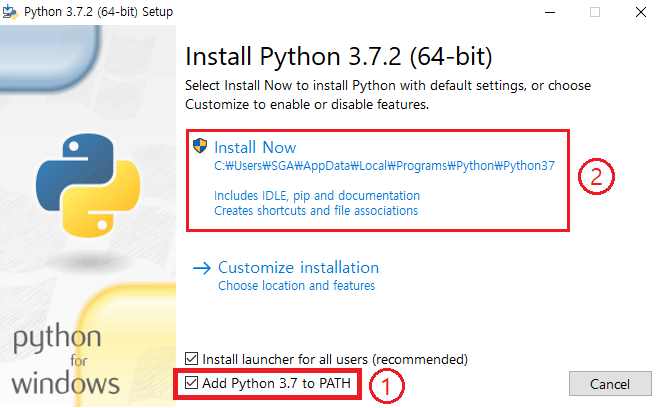 Python 3.7.2 (64-bit) Setup
Install Python 3.7.2 (64-bit)
Select Install Now to install Python with default settings, or choose
Customize to enable or disable features.
Install Now
C:₩Users₩SGA₩AppData₩Local₩Programs₩Python₩Python37
Includes IDLE, pip and documentation
Creates shortcuts and file associations
2
Customize installation
Choose location and features
python
for
windows
Install launcher for all users (recommended)
Add Python 3.7 to PATH
1
Cancel